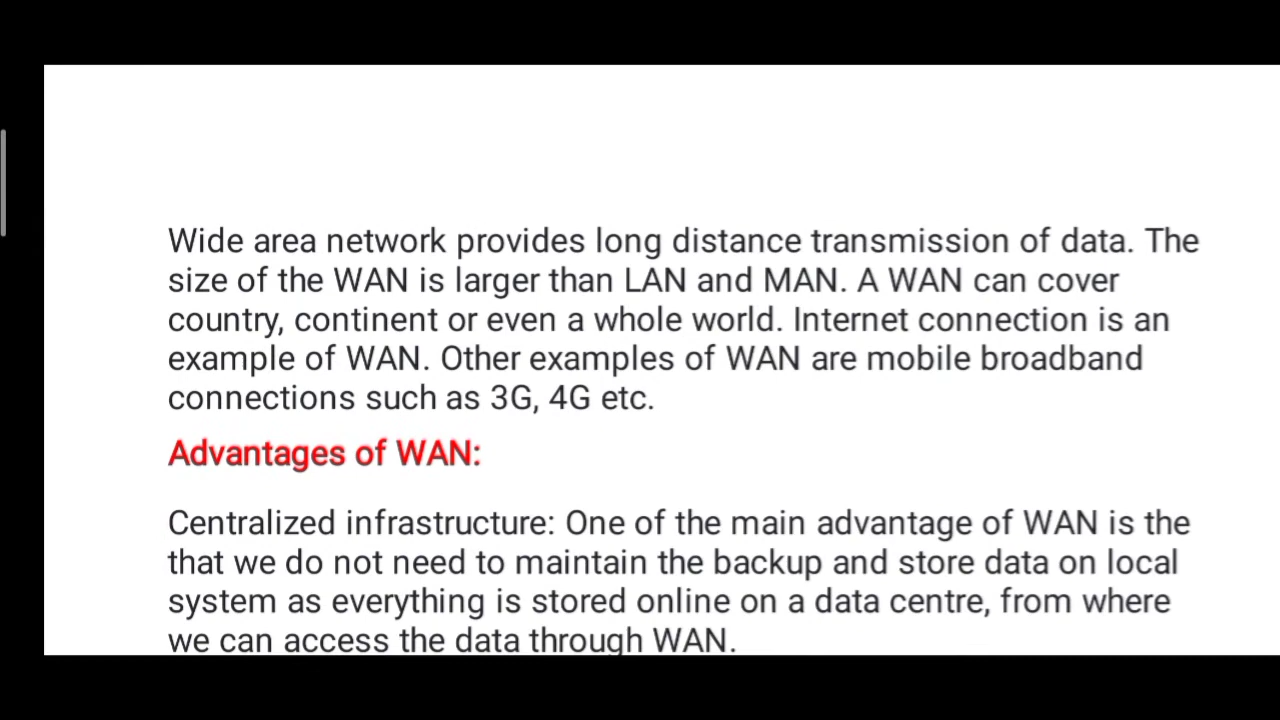 Wide area network provides long distance transmission of data. The
size of the WAN is larger than LAN and MAN. A WAN can cover
country, continent or even a whole world. Internet connection is an
example of WAN. Other examples of WAN are mobile broadband
connections such as 3G, 4G etc.
Advantages of WAN:
Centralized infrastructure: One of the main advantage of WAN is the
that we do not need to maintain the backup and store data on local
system as everything is stored online on a data centre, from where
we can access the data through WAN.